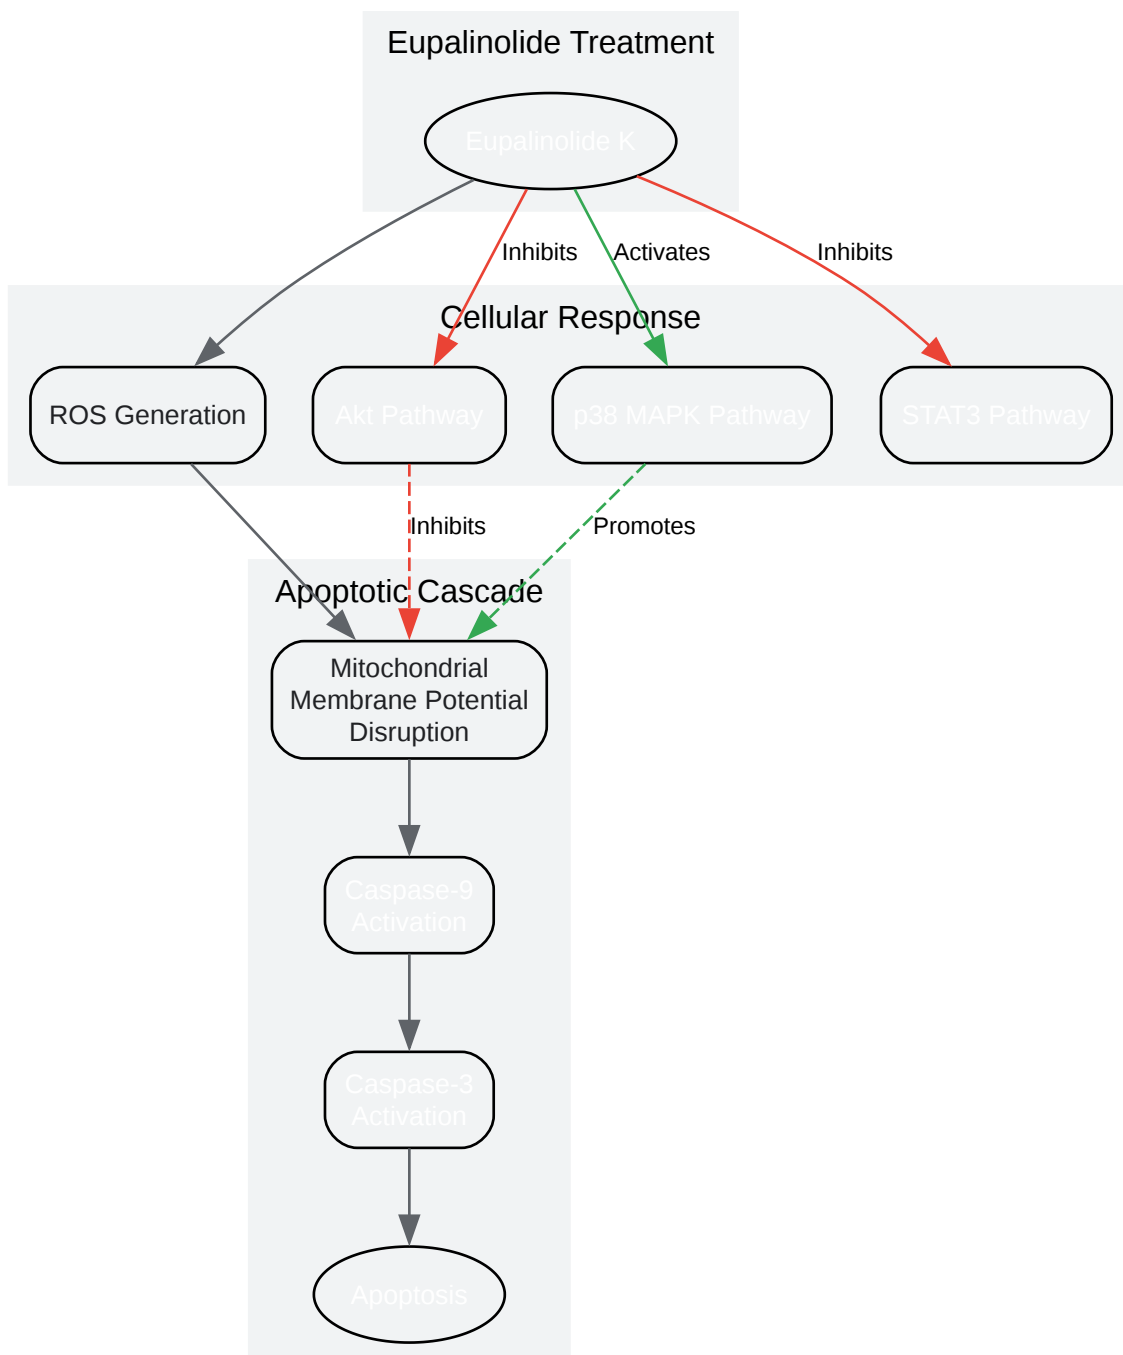 Eupalinolide Treatment
Eupalinolide K
Inhibits
Activates
Inhibits
Cellular Response
ROS Generation
Akt Pathway
p38 MAPK Pathway
STAT3 Pathway
Inhibits
Promotes
Apoptotic Cascade
Mitochondrial
Membrane Potential
Disruption
Caspase-9
Activation
Caspase-3
Activation
Apoptosis